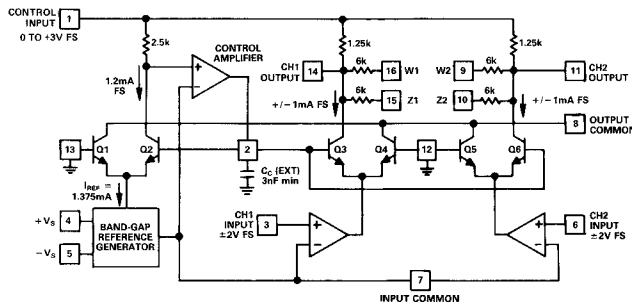 CONTROL
INPUT 1
0 TO +3V FS
2.5k
CONTROL
AMPLIFIER
1.2mA
FS
+
−
1.25k
1.25k
CH1
OUTPUT 14
6k
16 W1
W2 9
6k
11 CH2
OUTPUT
6k
15 Z1
Z2 10
6k
+/−1mA FS
+/−1mA FS
8 OUTPUT
COMMON
13 Q1 Q2
2
Q3 Q4
12
Q5 Q6
CC (EXT)
3nF min
IREF =
1.375mA
+VS 4
−VS 5
BAND-GAP
REFERENCE
GENERATOR
CH1
INPUT 3
±2V FS
+
−
+
−
6 CH2
INPUT
±2V FS
7
INPUT COMMON